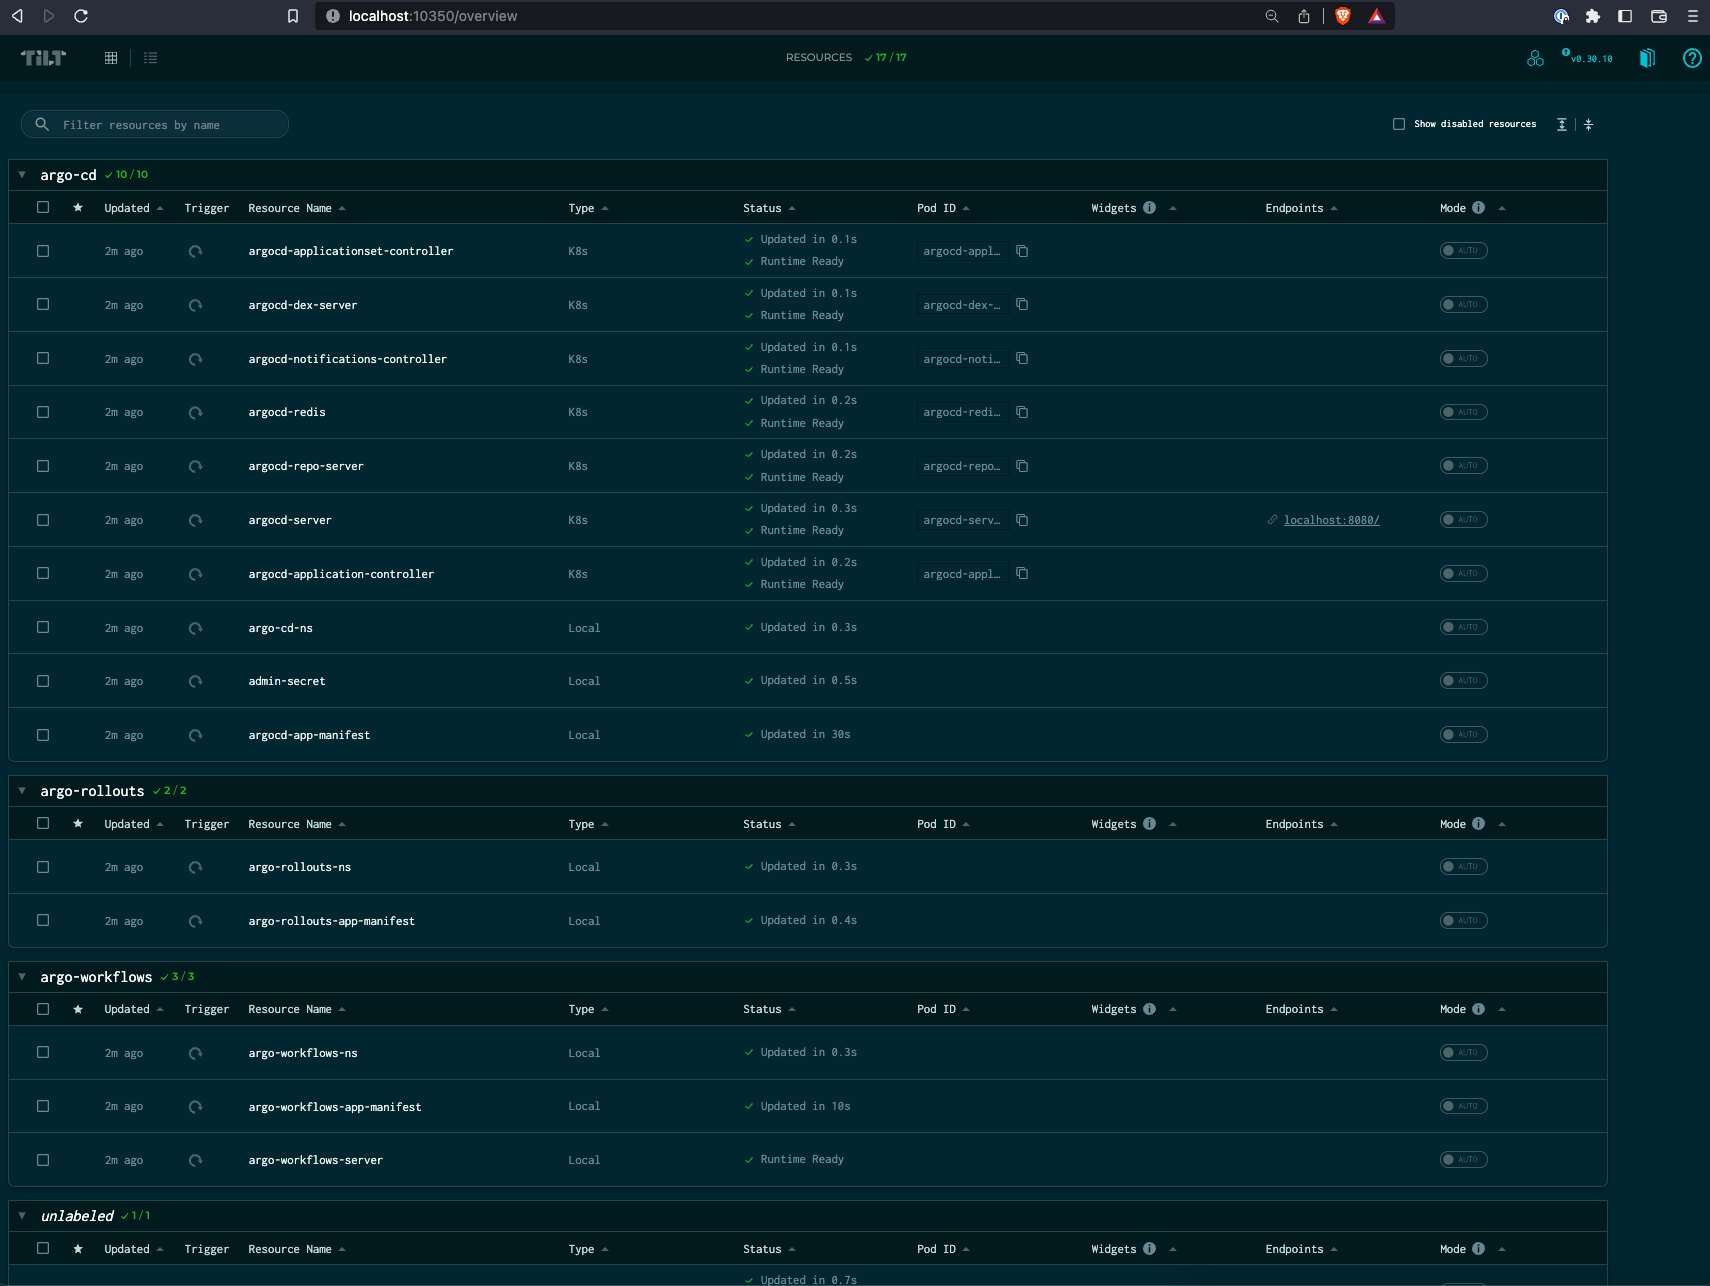 localhost:10350/overview
TILT RESOURCES 17/17 v0.30.10
Filter resources by name Show disabled resources
argo-cd 10/10
Updated Trigger Resource Name Type Status Pod ID Widgets Endpoints Mode
2m ago argocd-applicationset-controller K8s Updated in 0.1s Runtime Ready argocd-appl… AUTO
2m ago argocd-dex-server K8s Updated in 0.1s Runtime Ready argocd-dex-… AUTO
2m ago argocd-notifications-controller K8s Updated in 0.1s Runtime Ready argocd-noti… AUTO
2m ago argocd-redis K8s Updated in 0.2s Runtime Ready argocd-redi… AUTO
2m ago argocd-repo-server K8s Updated in 0.2s Runtime Ready argocd-repo… AUTO
2m ago argocd-server K8s Updated in 0.3s Runtime Ready argocd-serv… localhost:8080/ AUTO
2m ago argocd-application-controller K8s Updated in 0.2s Runtime Ready argocd-appl… AUTO
2m ago argo-cd-ns Local Updated in 0.3s AUTO
2m ago admin-secret Local Updated in 0.5s AUTO
2m ago argocd-app-manifest Local Updated in 30s AUTO
argo-rollouts 2/2
Updated Trigger Resource Name Type Status Pod ID Widgets Endpoints Mode
2m ago argo-rollouts-ns Local Updated in 0.3s AUTO
2m ago argo-rollouts-app-manifest Local Updated in 0.4s AUTO
argo-workflows 3/3
Updated Trigger Resource Name Type Status Pod ID Widgets Endpoints Mode
2m ago argo-workflows-ns Local Updated in 0.3s AUTO
2m ago argo-workflows-app-manifest Local Updated in 10s AUTO
2m ago argo-workflows-server Local Runtime Ready AUTO
unlabeled 1/1
Updated Trigger Resource Name Type Status Pod ID Widgets Endpoints Mode
Updated in 0.7s